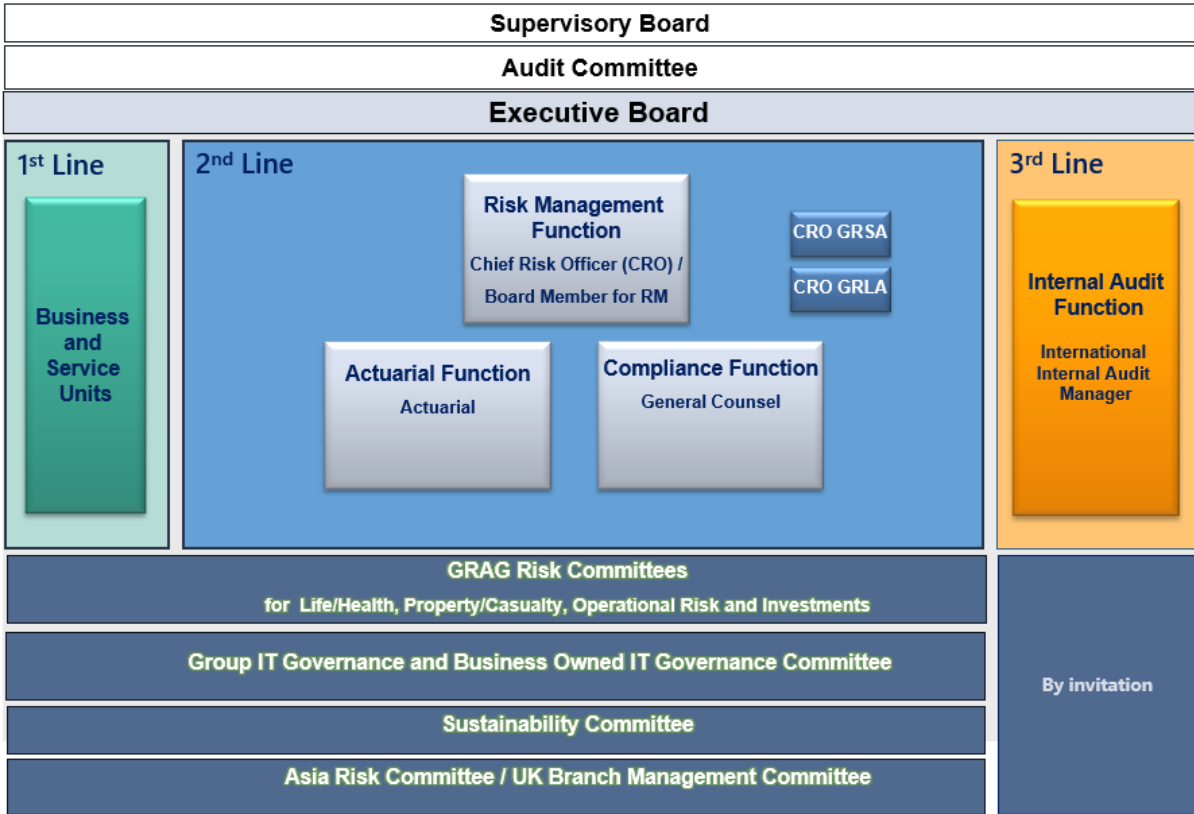 Supervisory Board
Audit Committee
Executive Board
1st Line
Business
and
Service
Units
2nd Line
Risk Management
Function
Chief Risk Officer (CRO) /
Board Member for RM
CRO GRSA
CRO GRLA
Actuarial Function
Actuarial
Compliance Function
General Counsel
3rd Line
Internal Audit
Function
International
Internal Audit
Manager
GRAG Risk Committees
for Life/Health, Property/Casualty, Operational Risk and Investments
Group IT Governance and Business Owned IT Governance Committee
Sustainability Committee
Asia Risk Committee / UK Branch Management Committee
By invitation